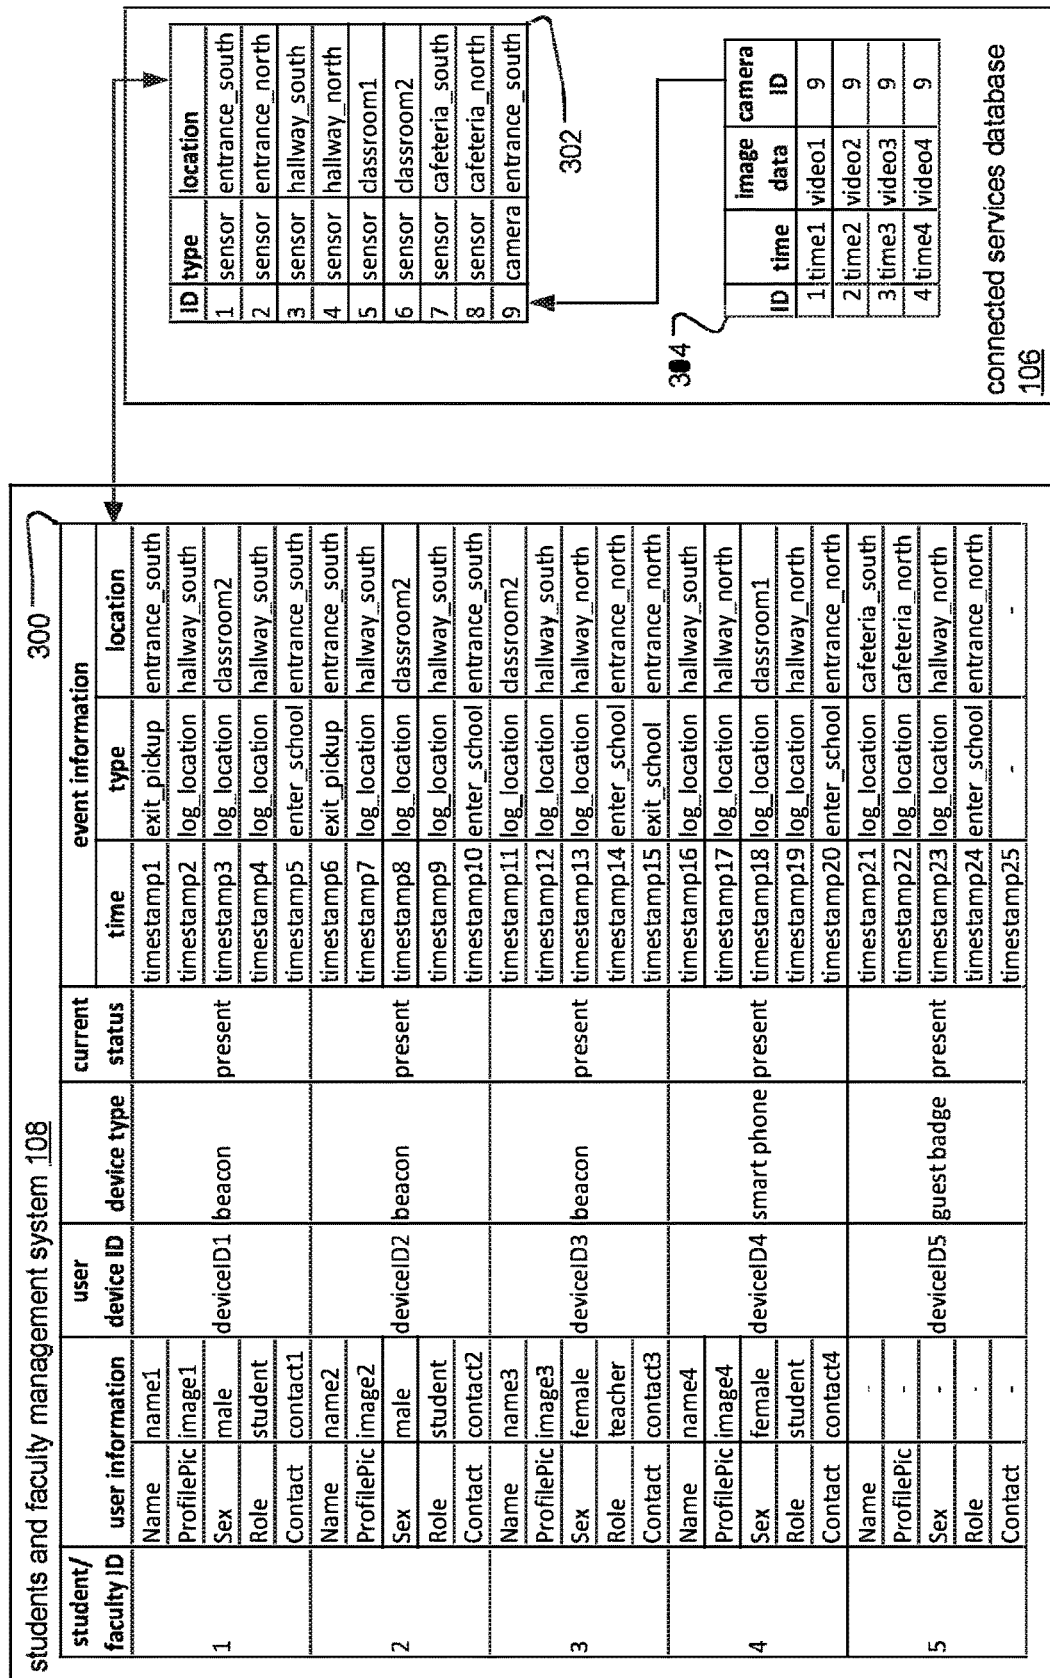 students and faculty management system 108
300
student/ user information user current event information
faculty ID device ID device type status time type location
1 Name name1 deviceID1 beacon present timestamp1 exit_pickup entrance_south
ProfilePic image1 timestamp2 log_location hallway_south
Sex male timestamp3 log_location classroom2
Role student timestamp4 log_location hallway_south
Contact contact1 timestamp5 enter_school entrance_south
2 Name name2 deviceID2 beacon present timestamp6 exit_pickup entrance_south
ProfilePic image2 timestamp7 log_location hallway_south
Sex male timestamp8 log_location classroom2
Role student timestamp9 log_location hallway_south
Contact contact2 timestamp10 enter_school entrance_south
3 Name name3 deviceID3 beacon present timestamp11 log_location classroom2
ProfilePic image3 timestamp12 log_location hallway_south
Sex female timestamp13 log_location hallway_north
Role teacher timestamp14 enter_school entrance_north
Contact contact3 timestamp15 exit_school entrance_north
4 Name name4 deviceID4 smart phone present timestamp16 log_location hallway_south
ProfilePic image4 timestamp17 log_location hallway_north
Sex female timestamp18 log_location classroom1
Role student timestamp19 log_location hallway_north
Contact contact4 timestamp20 enter_school entrance_north
5 Name - deviceID5 guest badge present timestamp21 log_location cafeteria_south
ProfilePic - timestamp22 log_location cafeteria_north
Sex - timestamp23 log_location hallway_north
Role - timestamp24 enter_school entrance_north
Contact - timestamp25 - -
ID type location
1 sensor entrance_south
2 sensor entrance_north
3 sensor hallway_south
4 sensor hallway_north
5 sensor classroom1
6 sensor classroom2
7 sensor cafeteria_south
8 sensor cafeteria_north
9 camera entrance_south
302
304
ID time image data camera ID
1 time1 video1 9
2 time2 video2 9
3 time3 video3 9
4 time4 video4 9
connected services database
106